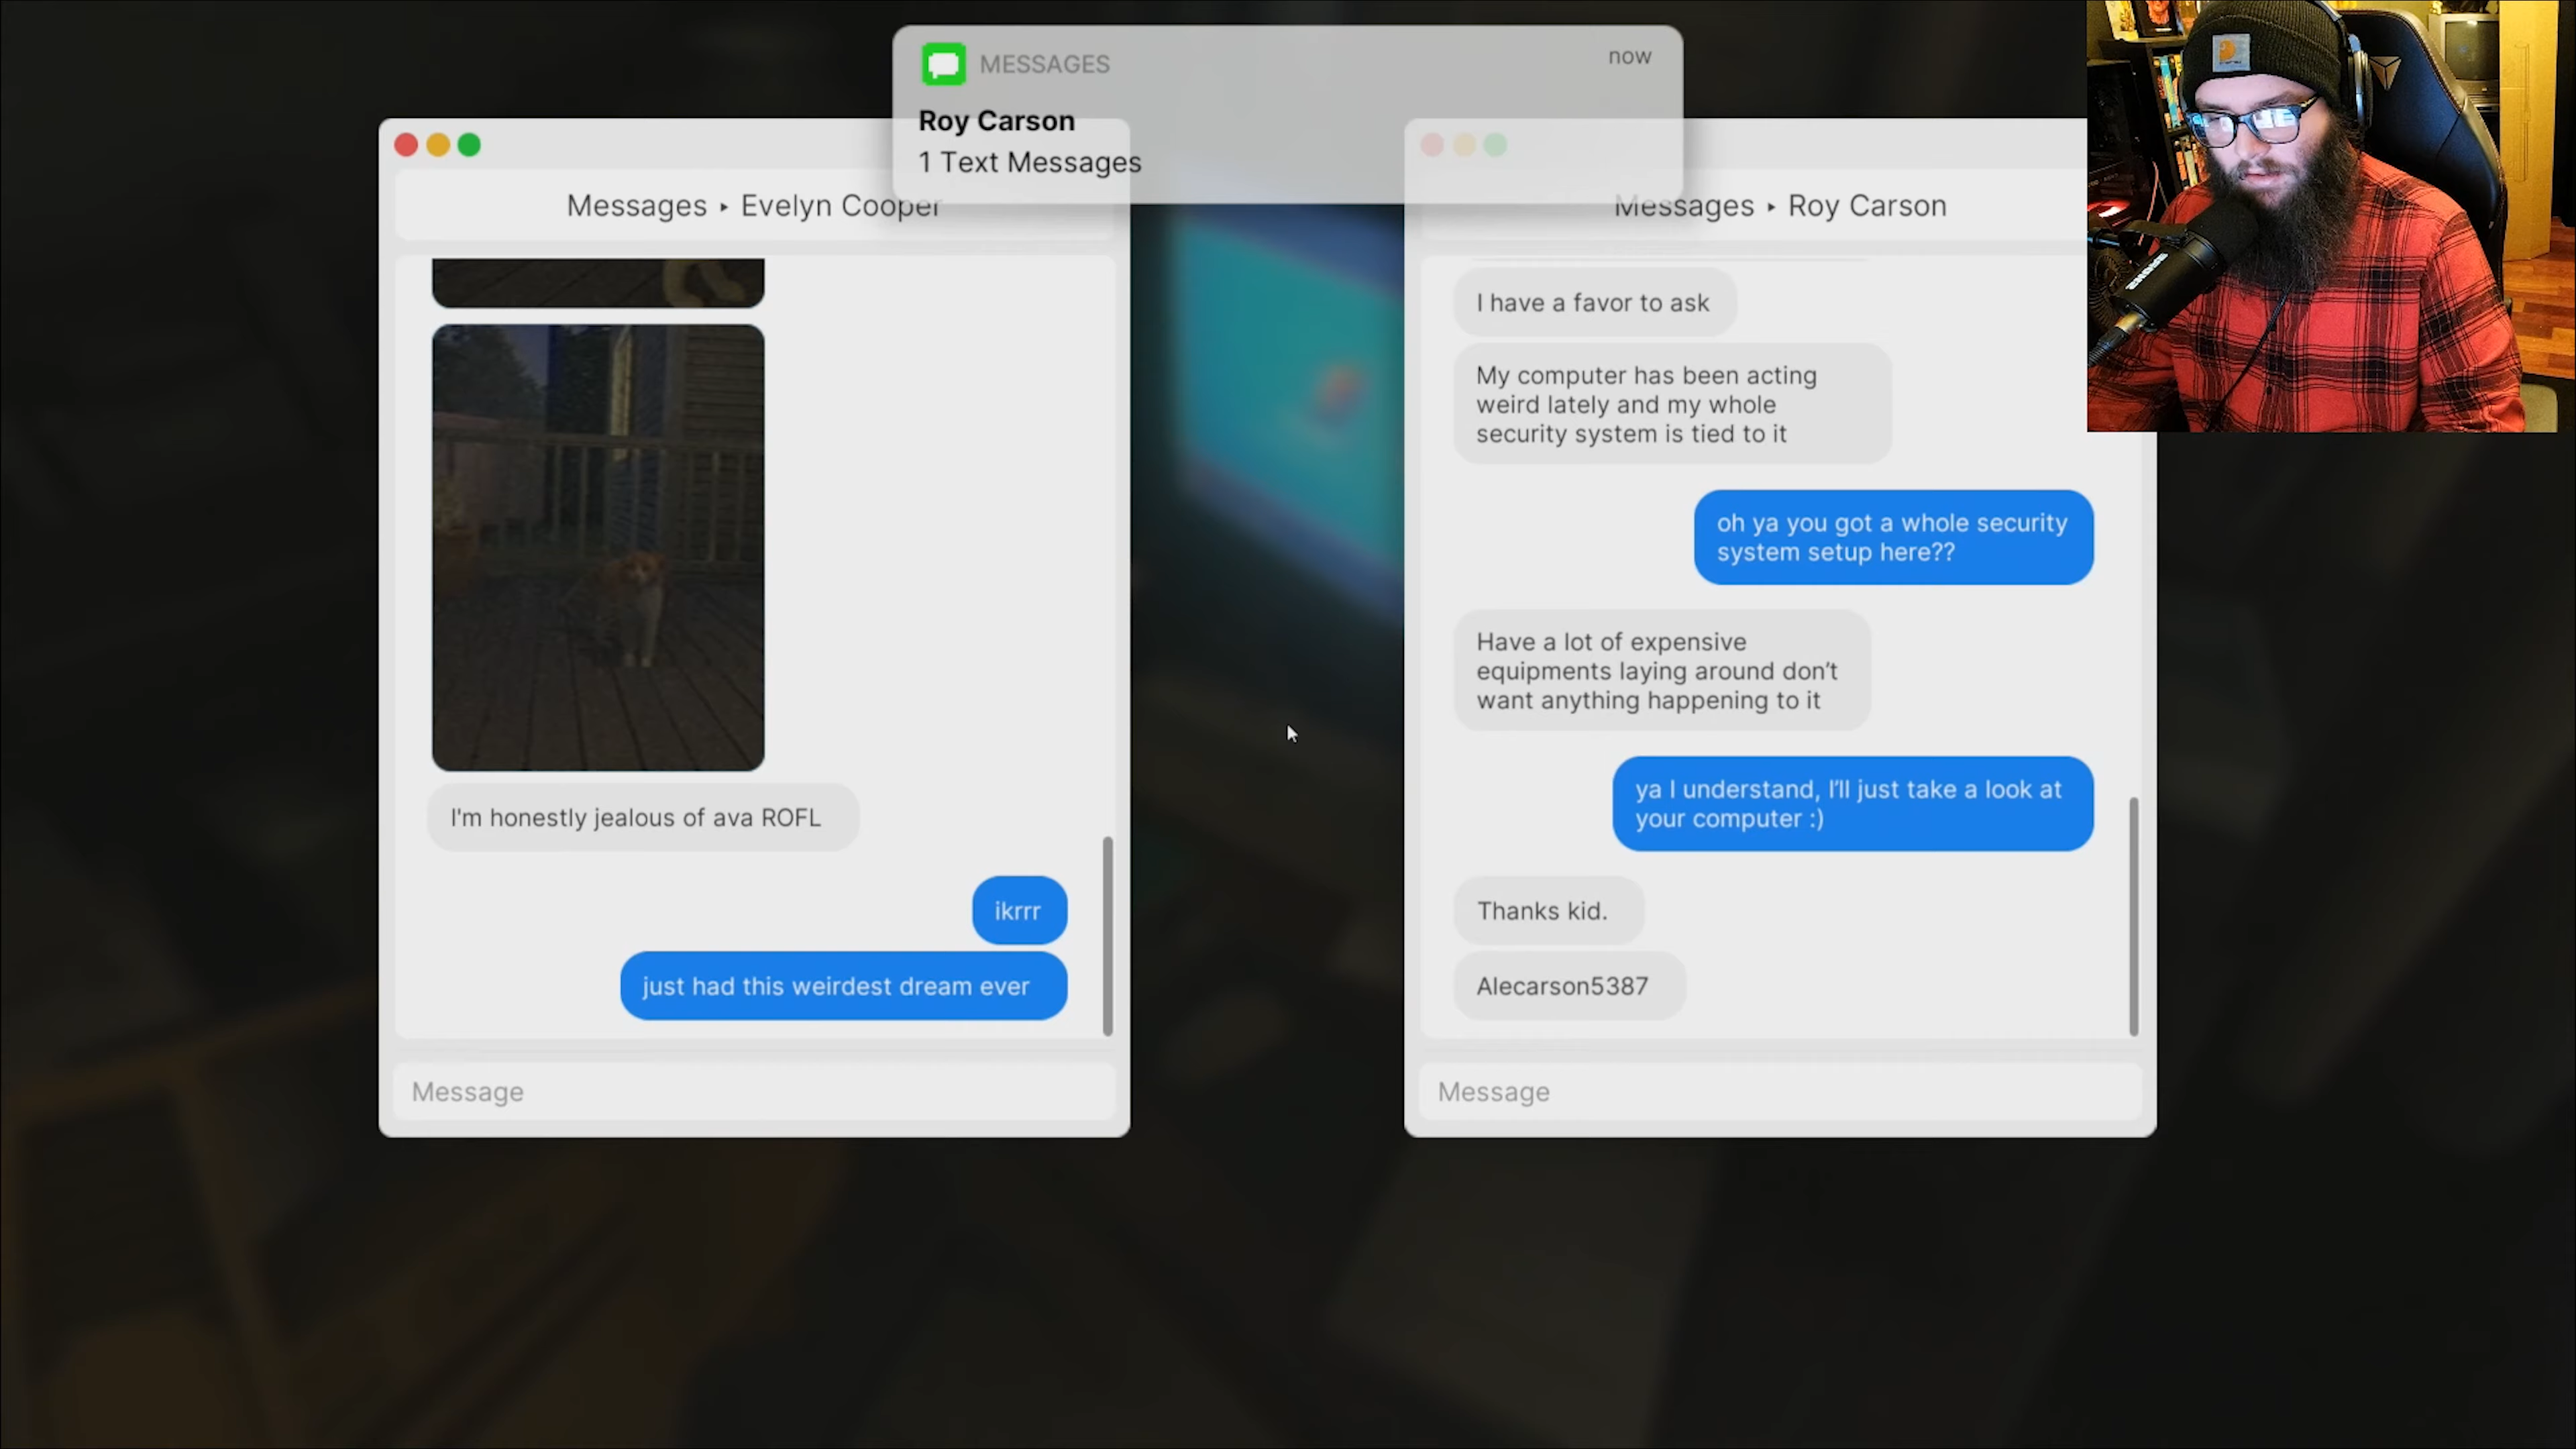 MESSAGES
now
Roy Carson
1 Text Messages
Messages ▸ Evelyn Cooper
I'm honestly jealous of ava ROFL
ikrrr
just had this weirdest dream ever
Message
Messages ▸ Roy Carson
I have a favor to ask
My computer has been acting
weird lately and my whole
security system is tied to it
oh ya you got a whole security
system setup here??
Have a lot of expensive
equipments laying around don't
want anything happening to it
ya I understand, I'll just take a look at
your computer :)
Thanks kid.
Alecarson5387
Message